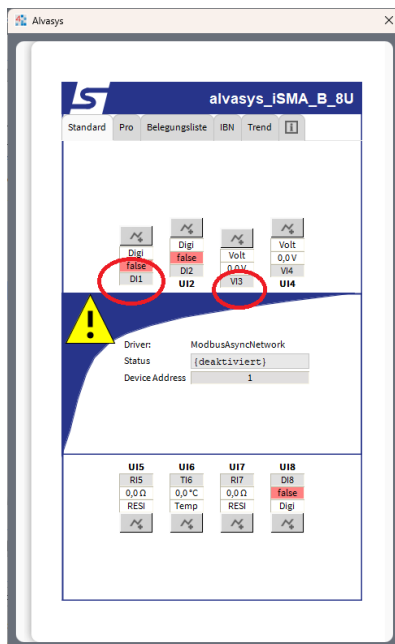 Alvasys
alvasys_iSMA_B_8U
Standard Pro Belegungsliste IBN Trend i
Digi Volt
Digi false Volt 0,0 V
false DI2 0,0 V VI4
DI1 UI2 VI3 UI4
Driver: ModbusAsyncNetwork
Status {deaktiviert}
Device Address 1
UI5 UI6 UI7 UI8
RI5 TI6 RI7 DI8
0,0 Ω 0,0 °C 0,0 Ω false
RESI Temp RESI Digi